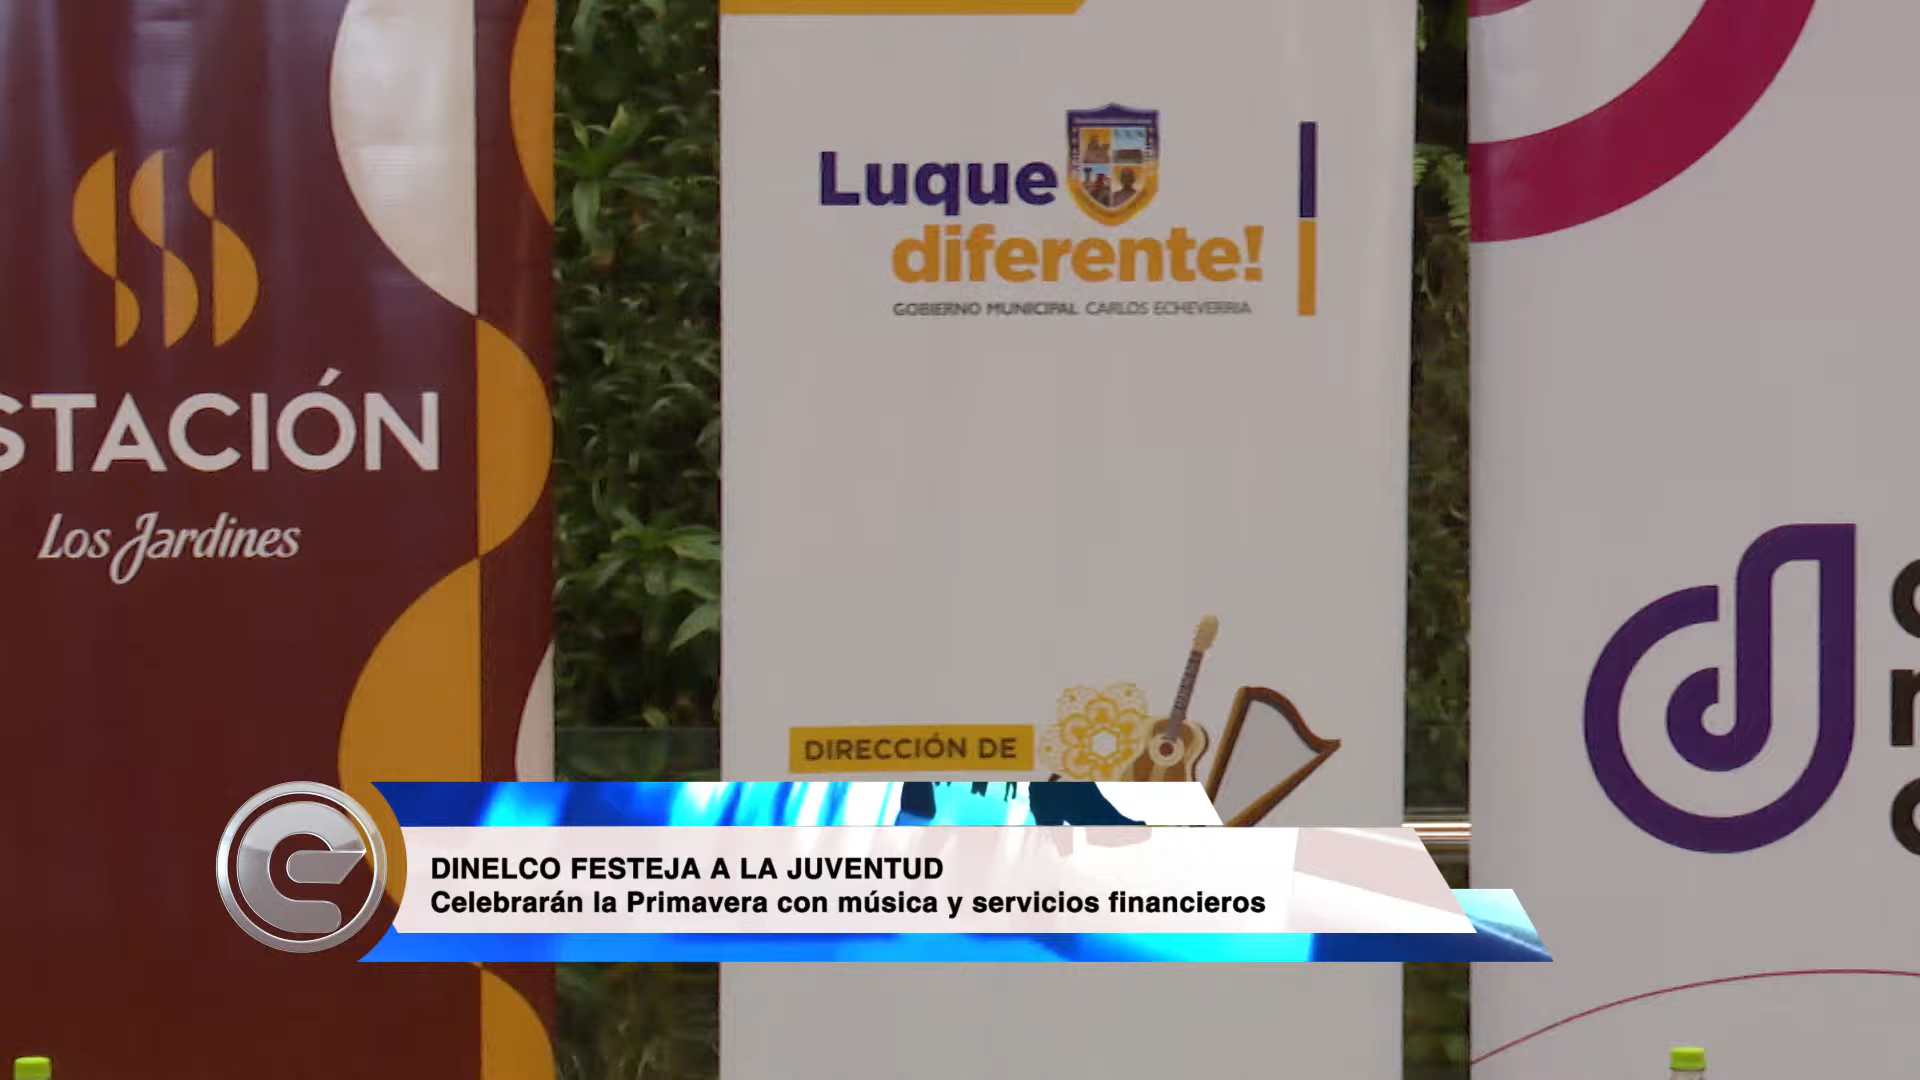 STACIÓN
Los Jardines
Luque
diferente!
GOBIERNO MUNICIPAL CARLOS ECHEVERRIA
DIRECCIÓN DE
DINELCO FESTEJA A LA JUVENTUD
Celebrarán la Primavera con música y servicios financieros